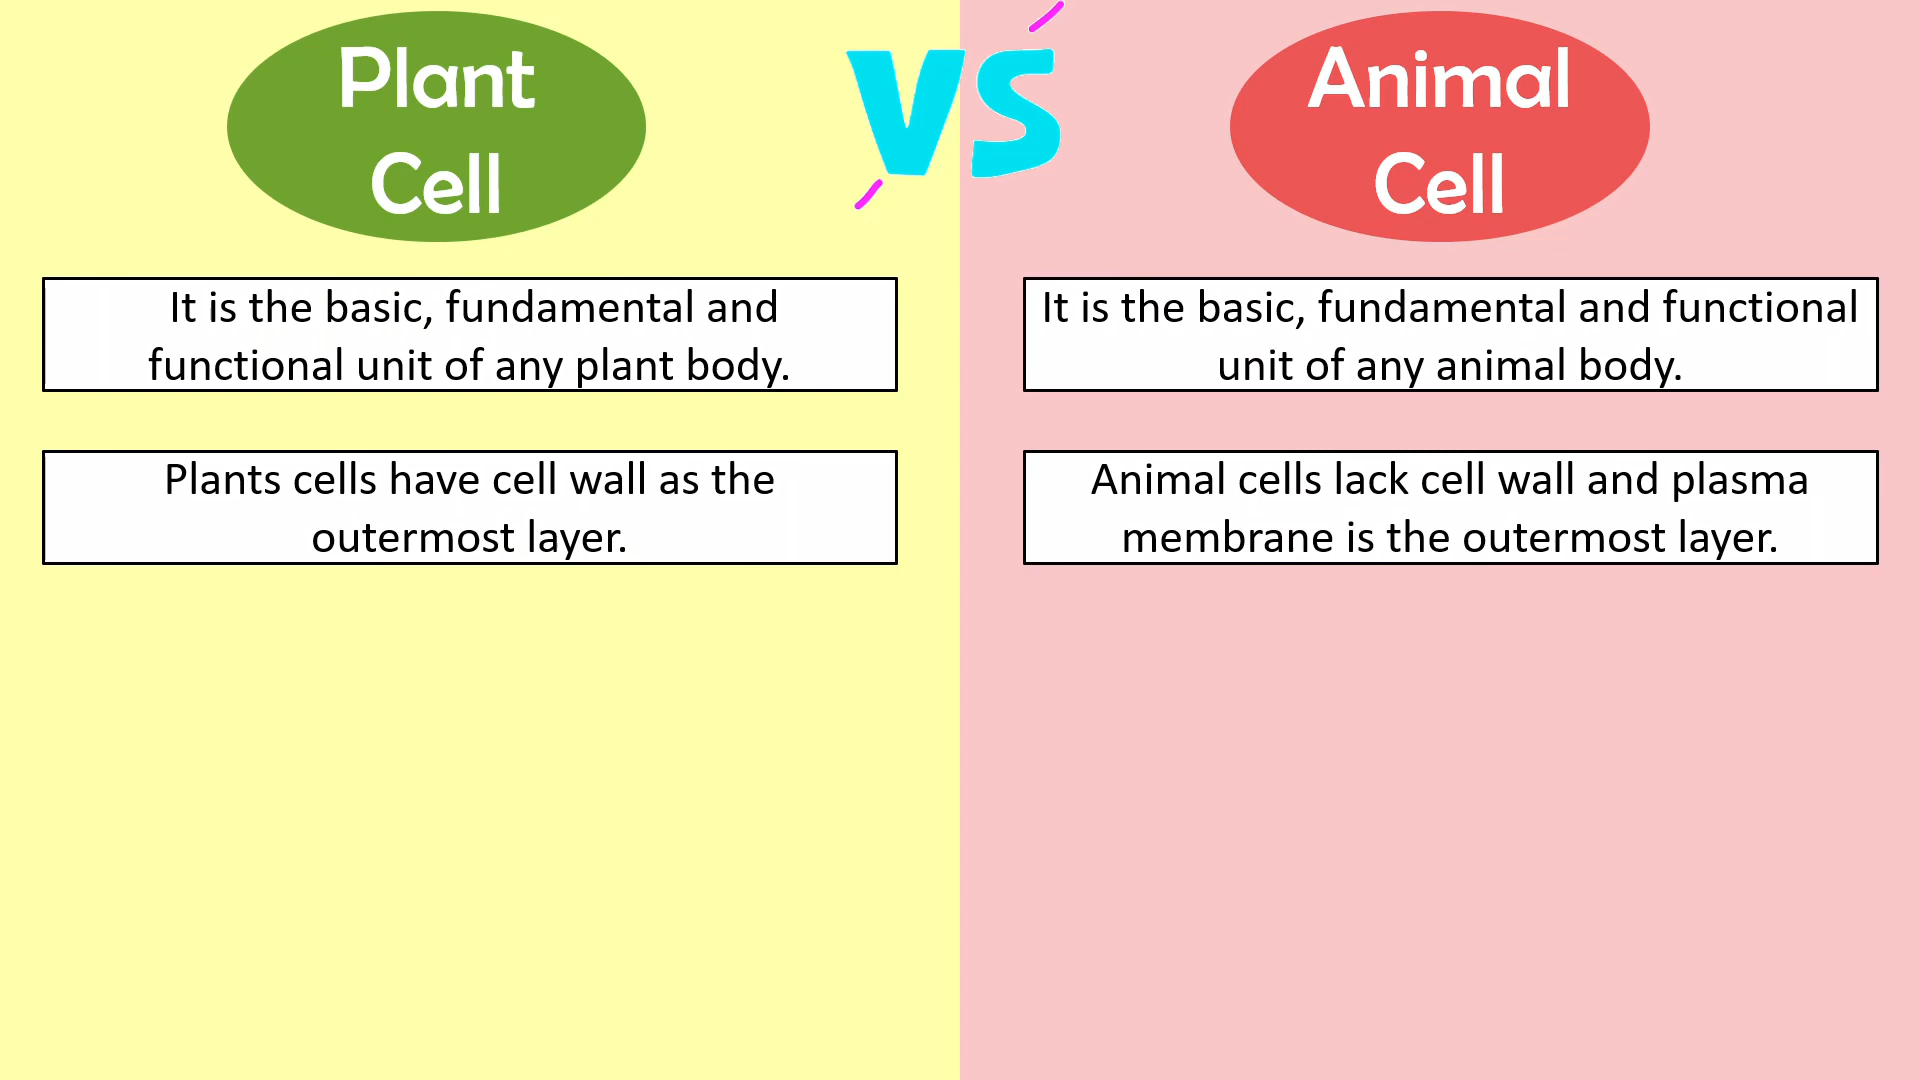 Plant
Cell
VS
Animal
Cell
It is the basic, fundamental and
functional unit of any plant body.
It is the basic, fundamental and functional
unit of any animal body.
Plants cells have cell wall as the
outermost layer.
Animal cells lack cell wall and plasma
membrane is the outermost layer.